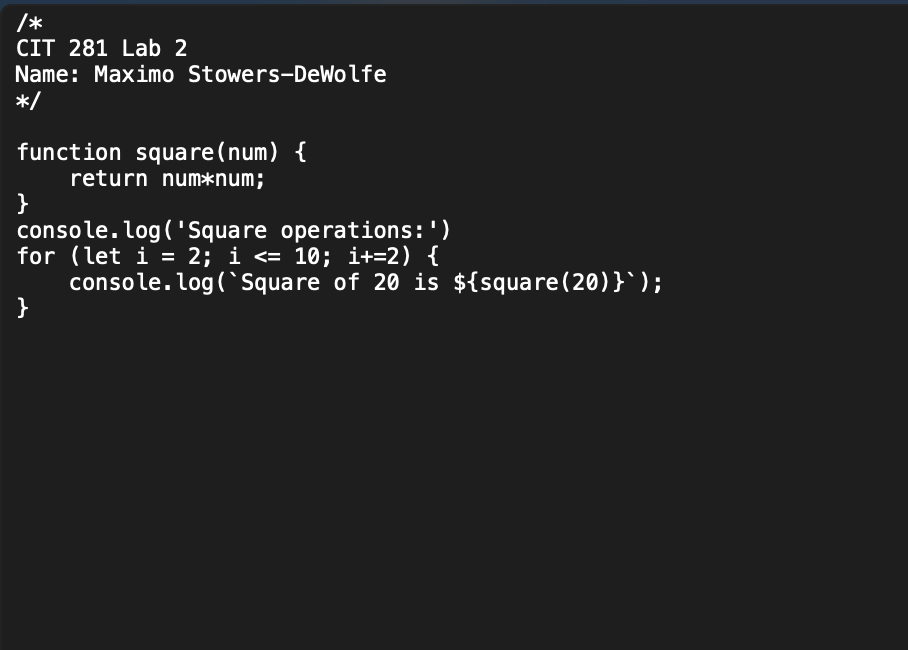 /*
CIT 281 Lab 2
Name: Maximo Stowers-DeWolfe
*/
function square(num) {
    return num*num;
}
console.log('Square operations:')
for (let i = 2; i <= 10; i+=2) {
    console.log(`Square of 20 is ${square(20)}`);
}